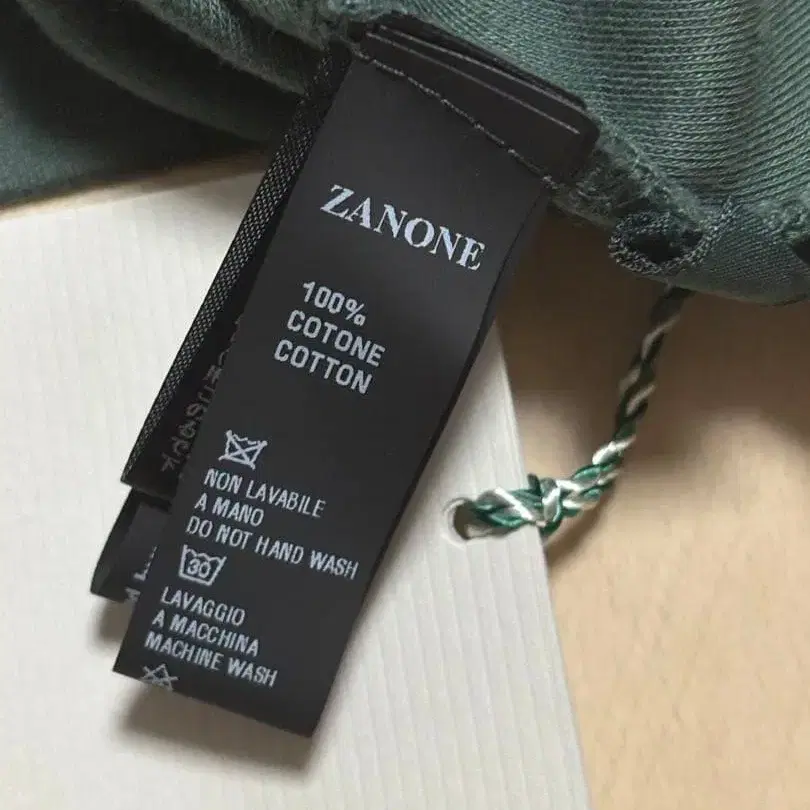 ZANONE
100%
COTONE
COTTON
NON LAVABILE
A MANO
DO NOT HAND WASH
30
LAVAGGIO
A MACCHINA
MACHINE WASH